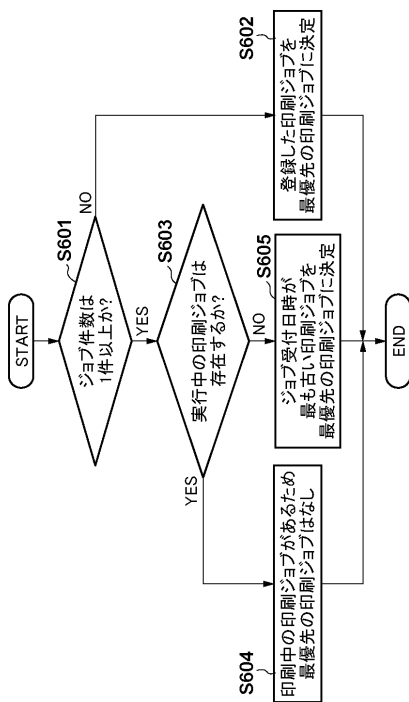 START
S601
ジョブ件数は
1件以上か?
NO
YES
S603
実行中の印刷ジョブは
存在するか?
YES
NO
S604
印刷中の印刷ジョブがあるため
最優先の印刷ジョブはなし
S605
ジョブ受付日時が
最も古い印刷ジョブを
最優先の印刷ジョブに決定
S602
登録した印刷ジョブを
最優先の印刷ジョブに決定
END